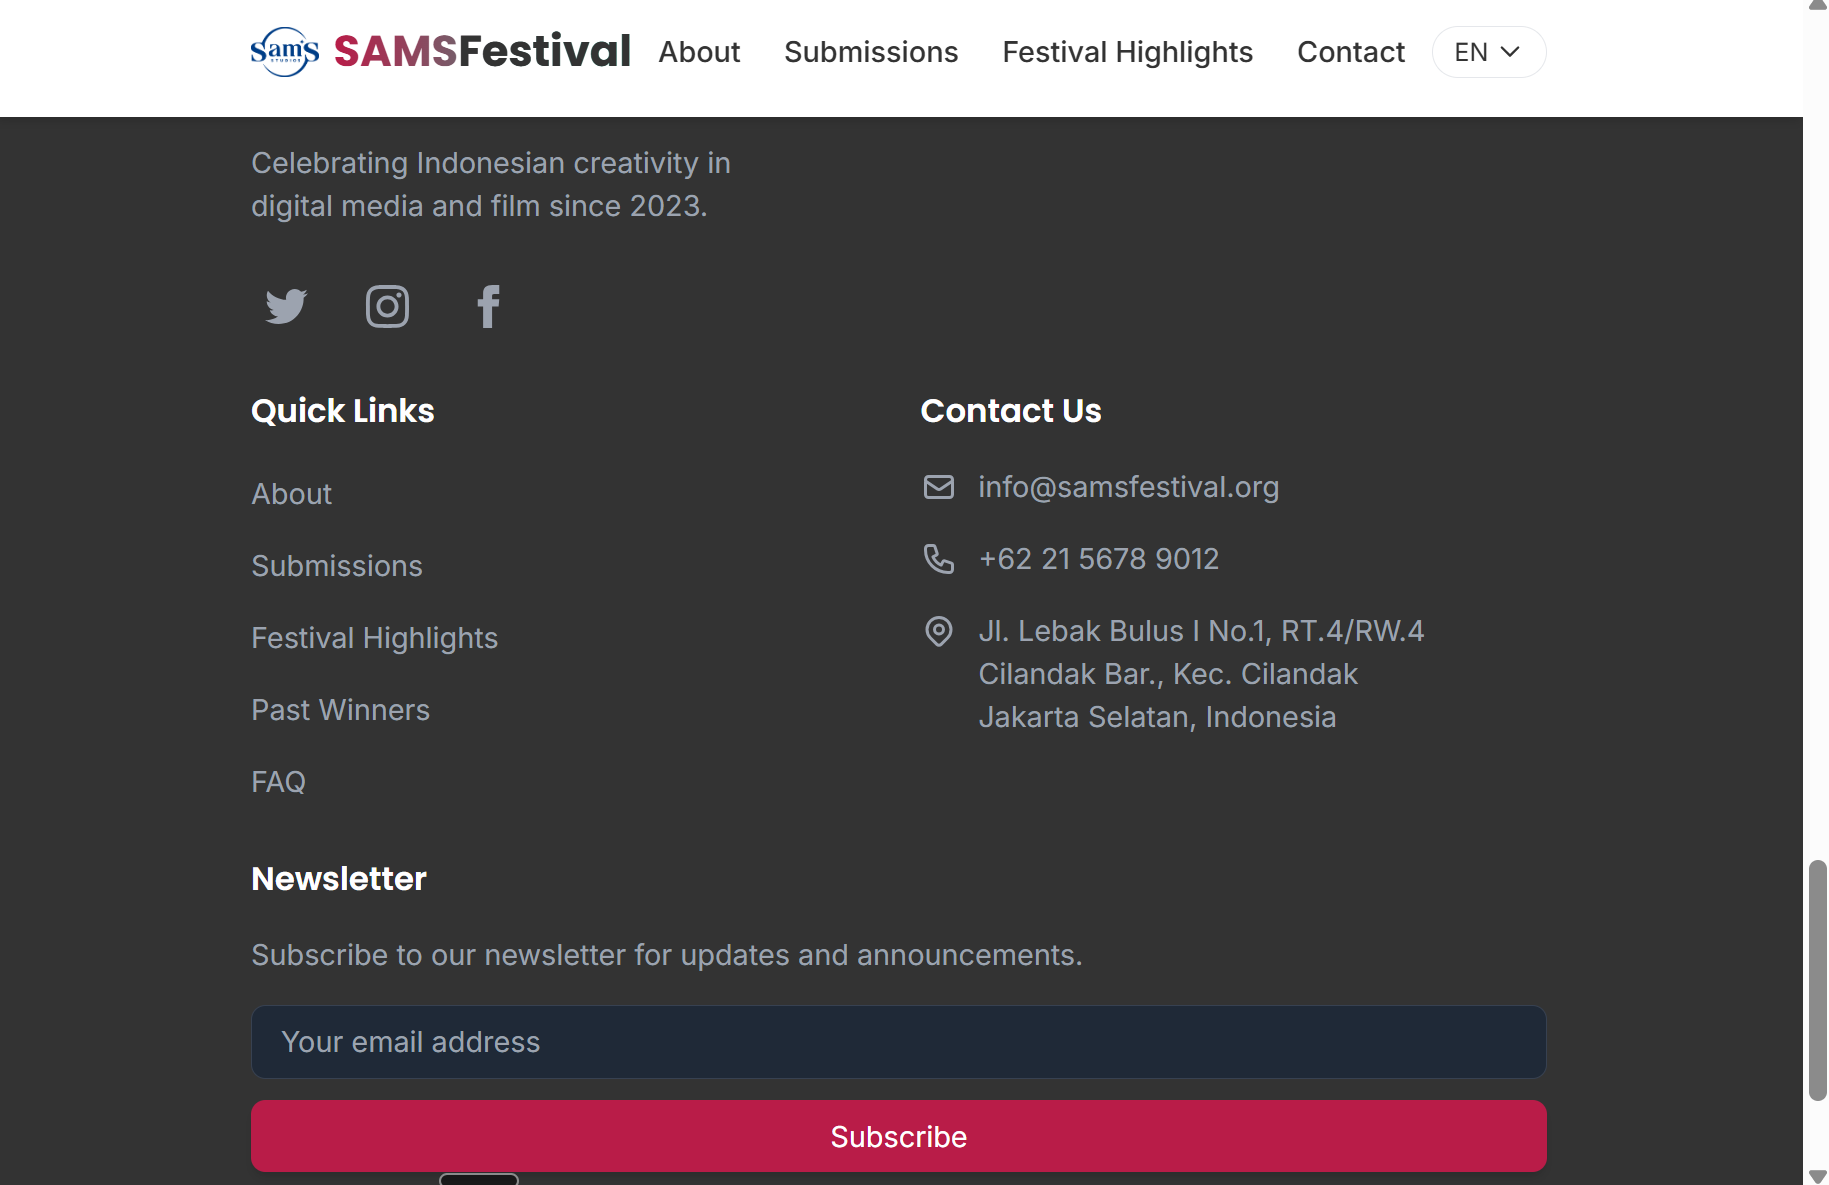 Sam's
STUDIOS
SAMSFestival
About
Submissions
Festival Highlights
Contact
EN
Celebrating Indonesian creativity in
digital media and film since 2023.
Quick Links
About
Submissions
Festival Highlights
Past Winners
FAQ
Contact Us
info@samsfestival.org
+62 21 5678 9012
Jl. Lebak Bulus I No.1, RT.4/RW.4
Cilandak Bar., Kec. Cilandak
Jakarta Selatan, Indonesia
Newsletter
Subscribe to our newsletter for updates and announcements.
Your email address
Subscribe